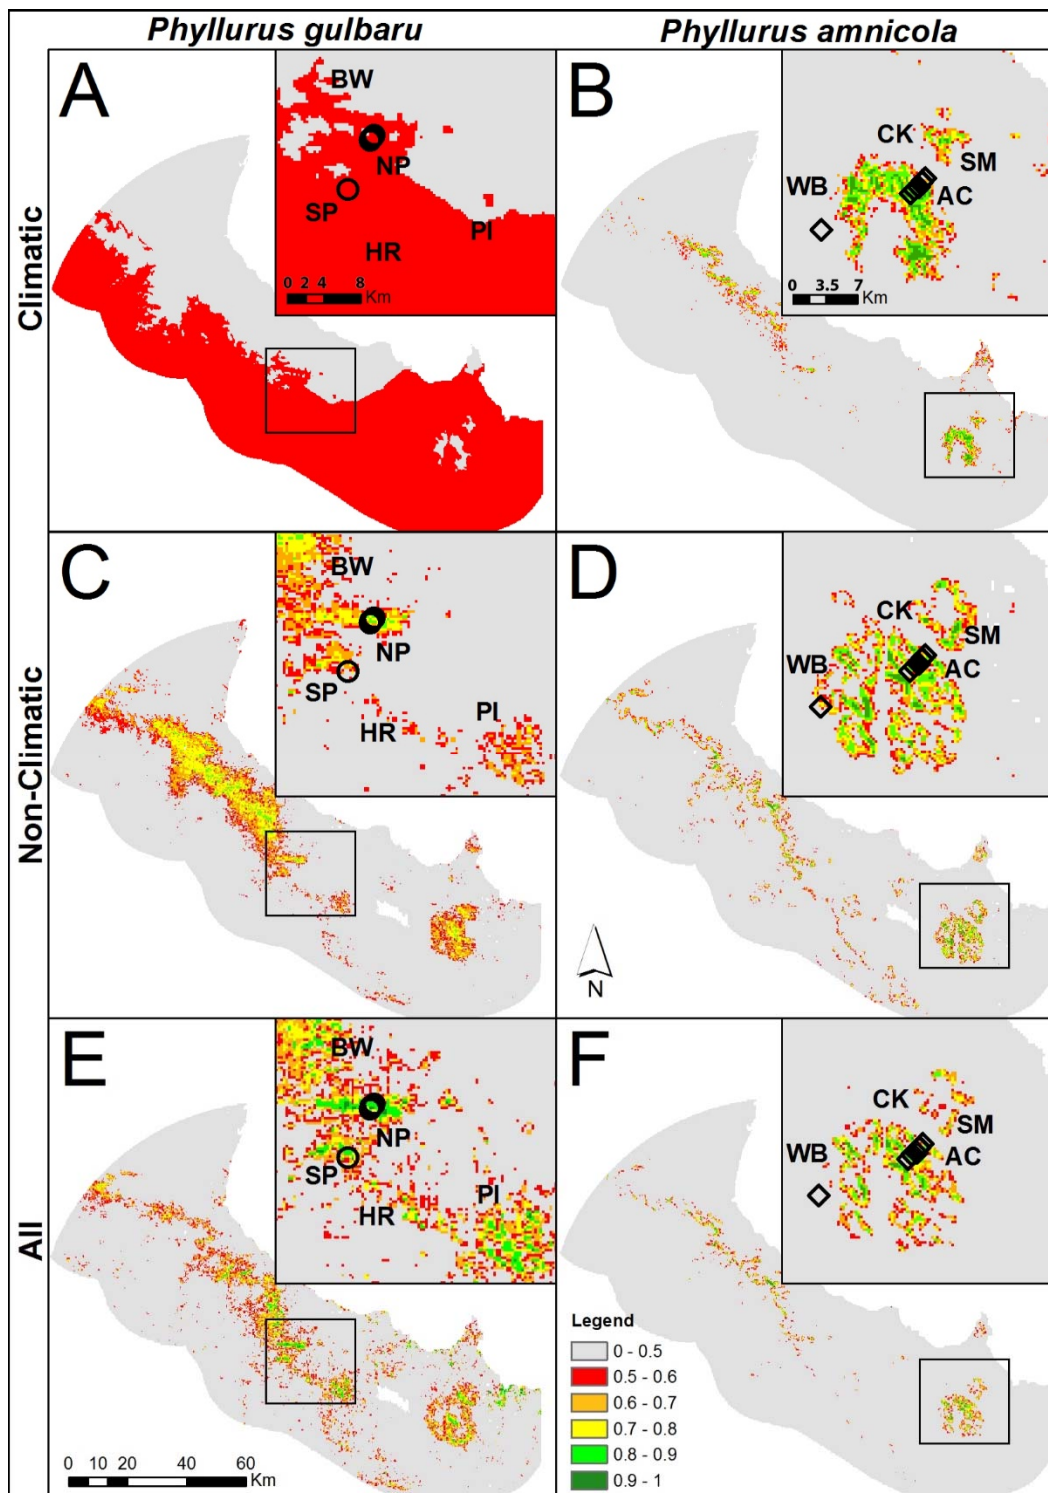 Phyllurus gulbaru
Phyllurus amnicola
Climatic
A
BW
NP
SP
PI
HR
0 2 4 8
Km
B
CK
SM
WB
AC
0 3.5 7
Km
Non-Climatic
C
BW
NP
SP
PI
HR
D
CK
SM
WB
AC
N
All
E
BW
NP
SP
PI
HR
0 10 20 40 60
Km
F
CK
SM
WB
AC
Legend
0 - 0.5
0.5 - 0.6
0.6 - 0.7
0.7 - 0.8
0.8 - 0.9
0.9 - 1